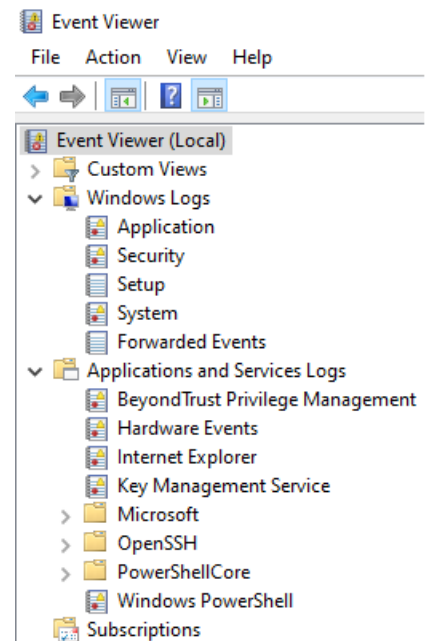 Event Viewer
File Action View Help
Event Viewer (Local)
Custom Views
Windows Logs
Application
Security
Setup
System
Forwarded Events
Applications and Services Logs
BeyondTrust Privilege Management
Hardware Events
Internet Explorer
Key Management Service
Microsoft
OpenSSH
PowerShellCore
Windows PowerShell
Subscriptions